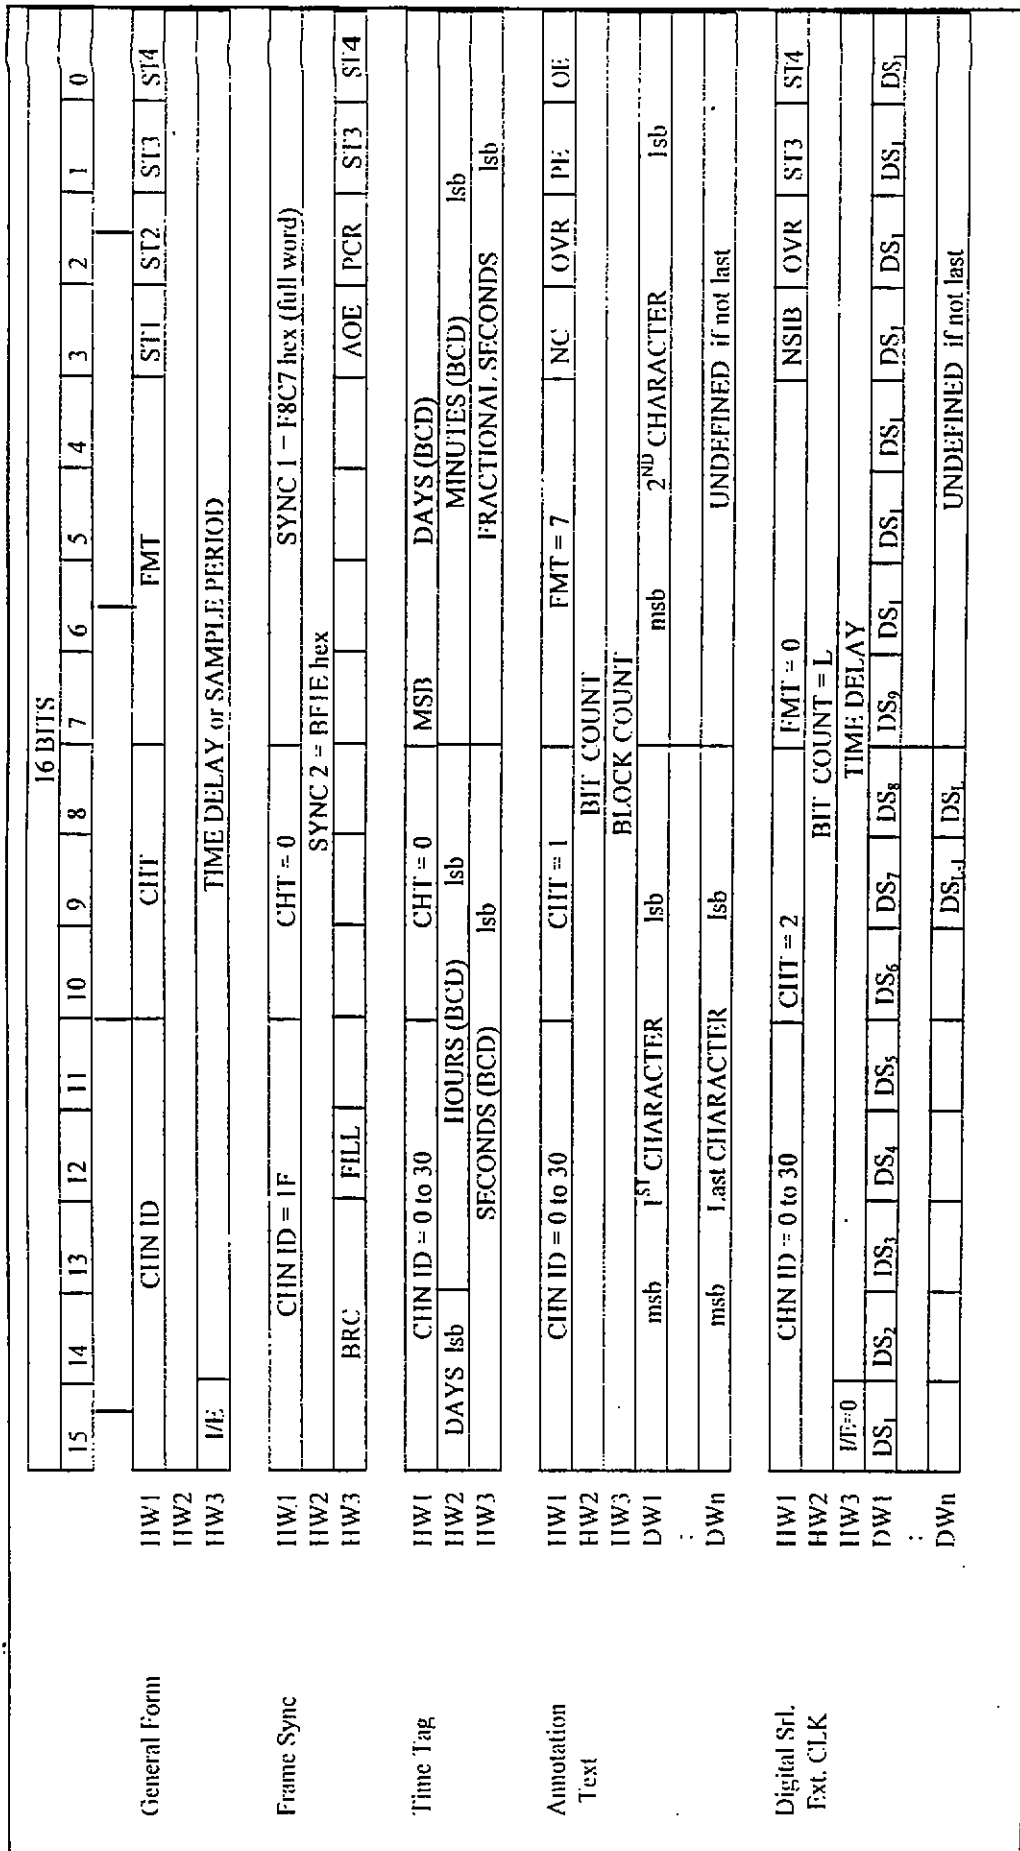 16 BITS
15 14 13 12 11 10 9 8 7 6 5 4 3 2 1 0
General Form
HW1 CHN ID CHT FMT ST1 ST2 ST3 ST4
HW2
HW3 I/E TIME DELAY or SAMPLE PERIOD
Frame Sync
HW1 CHN ID = 1F CHT = 0 SYNC 1 – F8C7 hex (full word)
HW2 SYNC 2 = BF1E hex
HW3 BRC FILL AOE PCR ST3 ST4
Time Tag
HW1 CHN ID = 0 to 30 CHT = 0 MSB DAYS (BCD)
HW2 DAYS lsb HOURS (BCD) lsb MINUTES (BCD) lsb
HW3 SECONDS (BCD) lsb FRACTIONAL SECONDS lsb
Annotation
Text
HW1 CHN ID = 0 to 30 CHT = 1 FMT = 7 NC OVR PE OE
HW2 BIT COUNT
HW3 BLOCK COUNT
DW1 msb 1ST CHARACTER lsb msb 2ND CHARACTER lsb
:
DWn msb Last CHARACTER lsb UNDEFINED if not last
Digital Srl.
Ext. CLK
HW1 CHN ID = 0 to 30 CHT = 2 FMT = 0 NSIB OVR ST3 ST4
HW2 BIT COUNT = L
HW3 I/E=0 TIME DELAY
DW1 DS1 DS2 DS3 DS4 DS5 DS6 DS7 DS8 DS9 DS1 DS1 DS1 DS1 DS1 DS1 DS1
:
DWn DSL-1 DSL UNDEFINED if not last